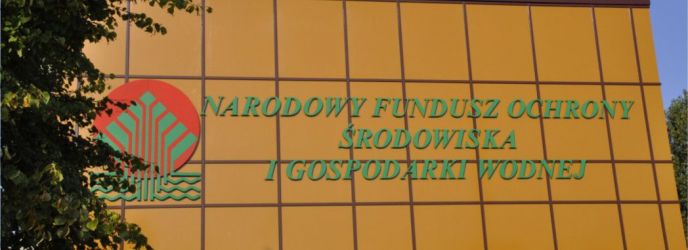 NARODOWY FUNDUSZ OCHRONY
ŚRODOWISKA
I GOSPODARKI WODNEJ